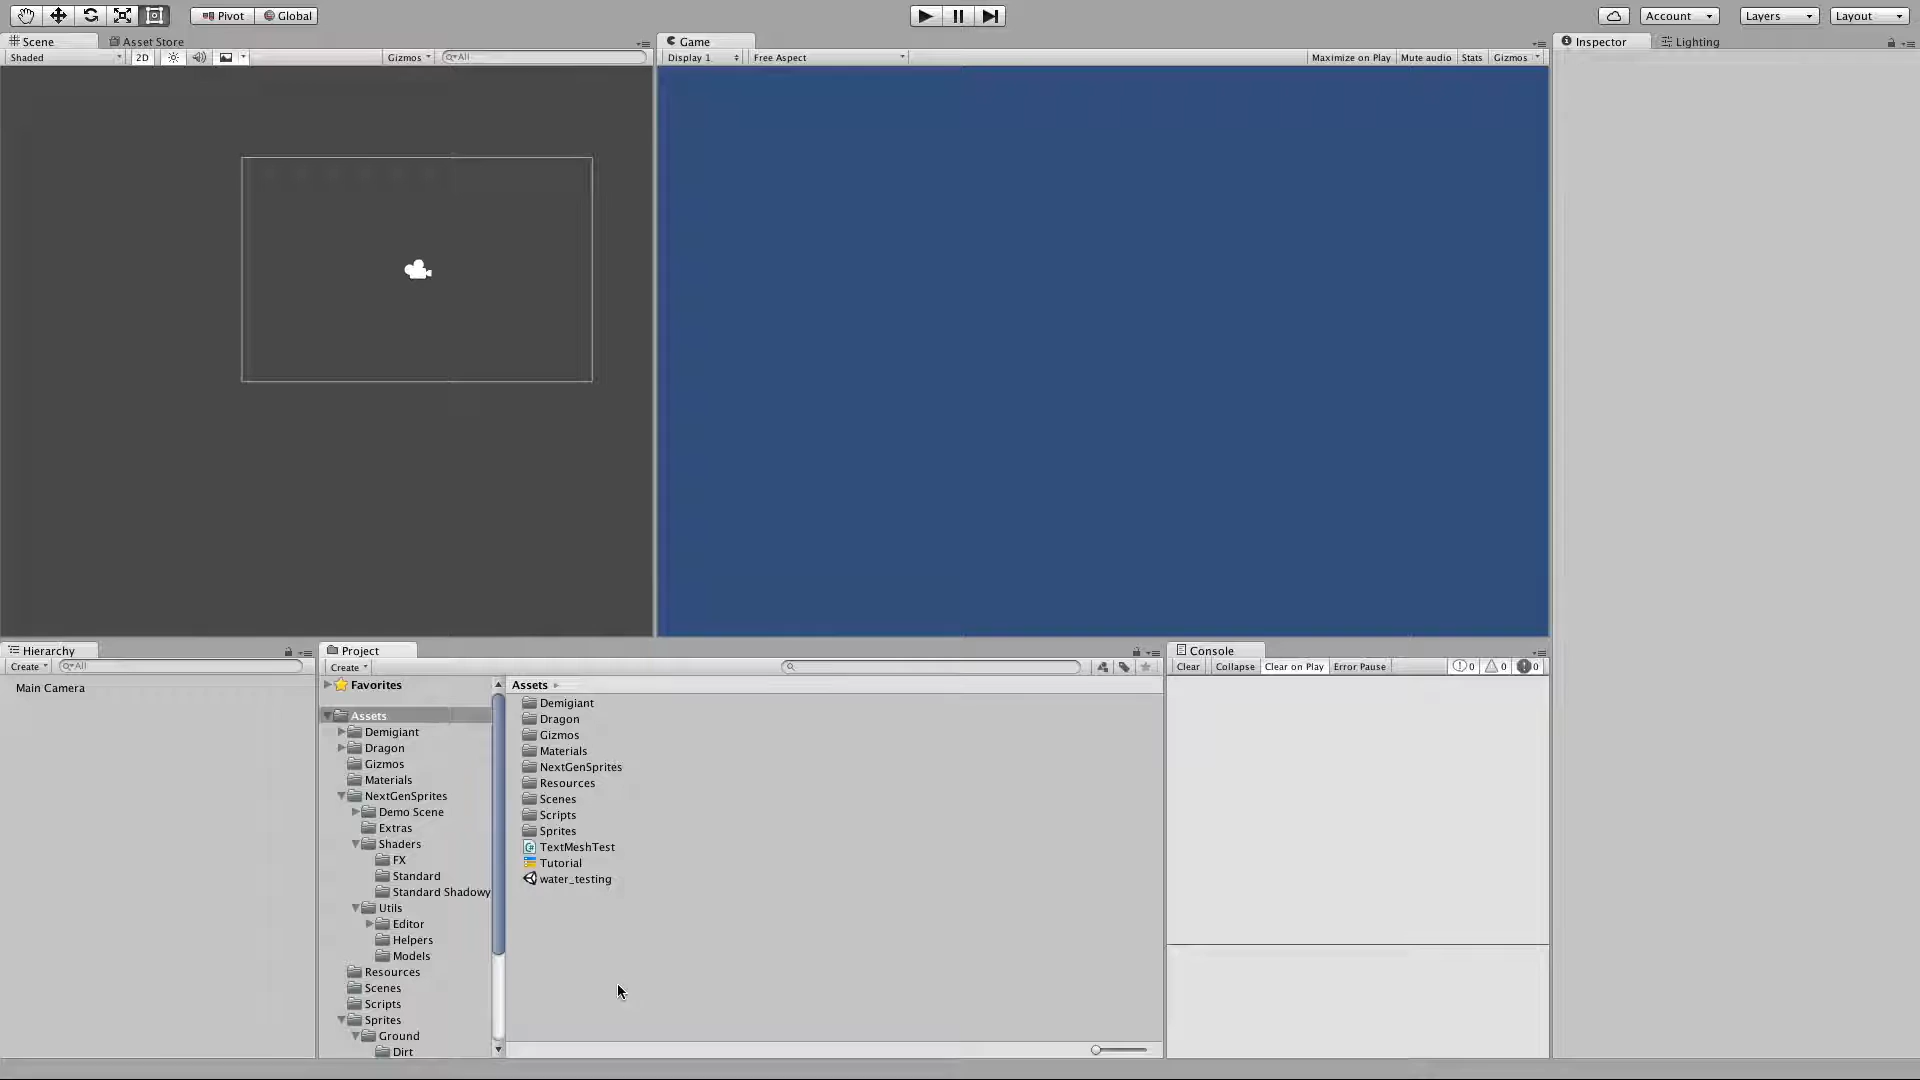 Pivot Global Account Layers Layout
Scene Asset Store Game Inspector Lighting
Shaded 2D Gizmos All Display 1 Free Aspect Maximize on Play Mute audio Stats Gizmos
Hierarchy Project Console
Create All Create Clear Collapse Clear on Play Error Pause 0 0 0
Main Camera
Favorites
Assets
Demigiant
Dragon
Gizmos
Materials
NextGenSprites
Demo Scene
Extras
Shaders
FX
Standard
Standard Shadowy
Utils
Editor
Helpers
Models
Resources
Scenes
Scripts
Sprites
Ground
Dirt
Assets
Demigiant
Dragon
Gizmos
Materials
NextGenSprites
Resources
Scenes
Scripts
Sprites
TextMeshTest
Tutorial
water_testing